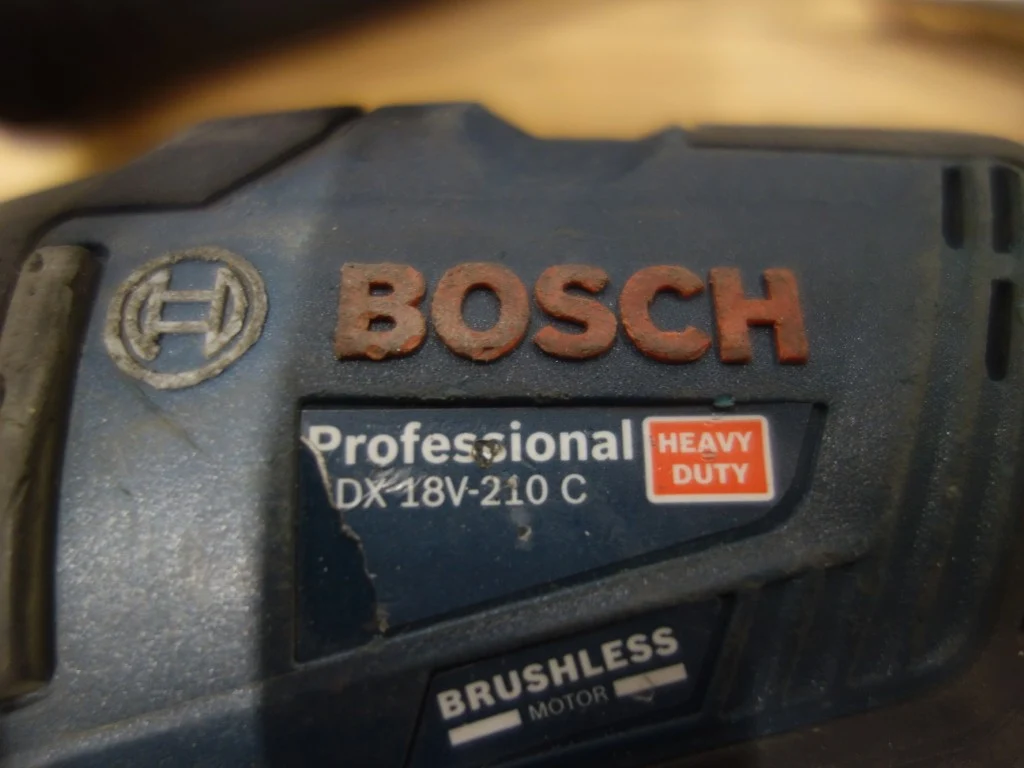 BOSCH
Professional
HEAVY
DUTY
DX 18V-210 C
BRUSHLESS
MOTOR